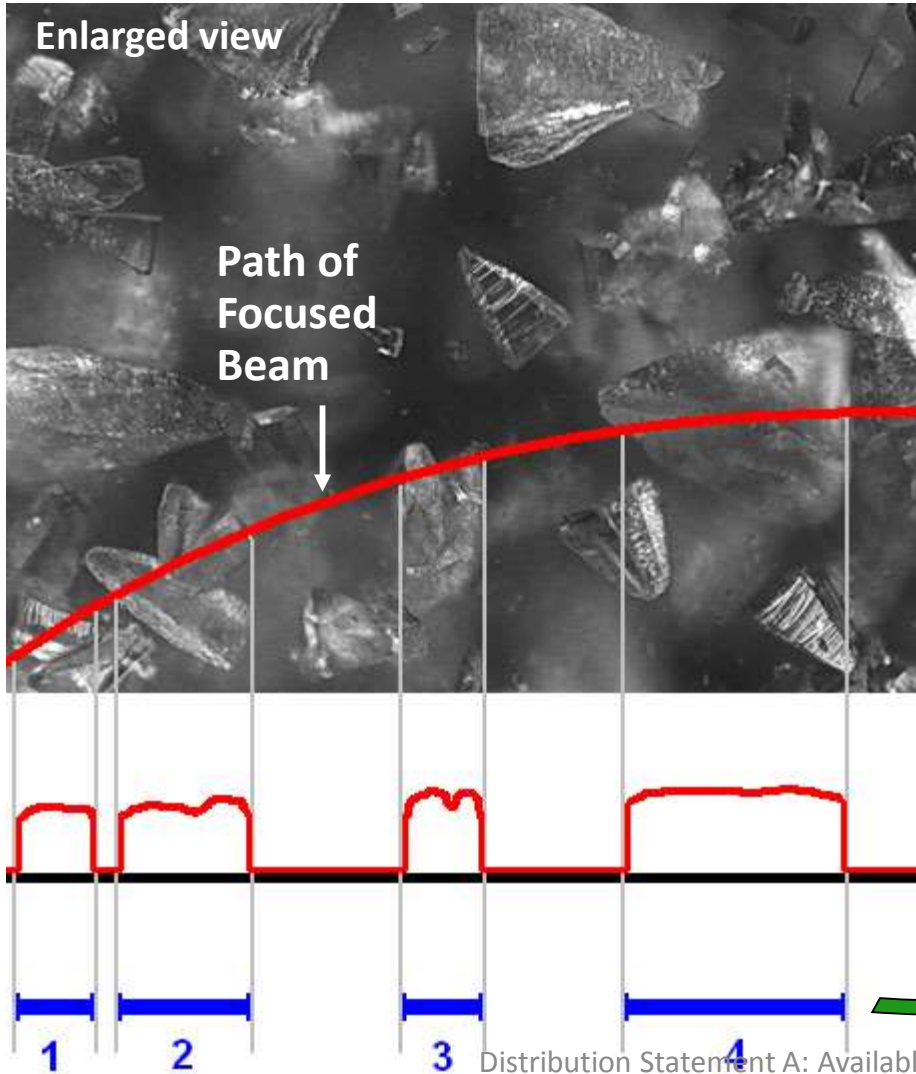 Enlarged view
Path of
Focused
Beam
1 2 3 4
Distribution Statement A: Availabl